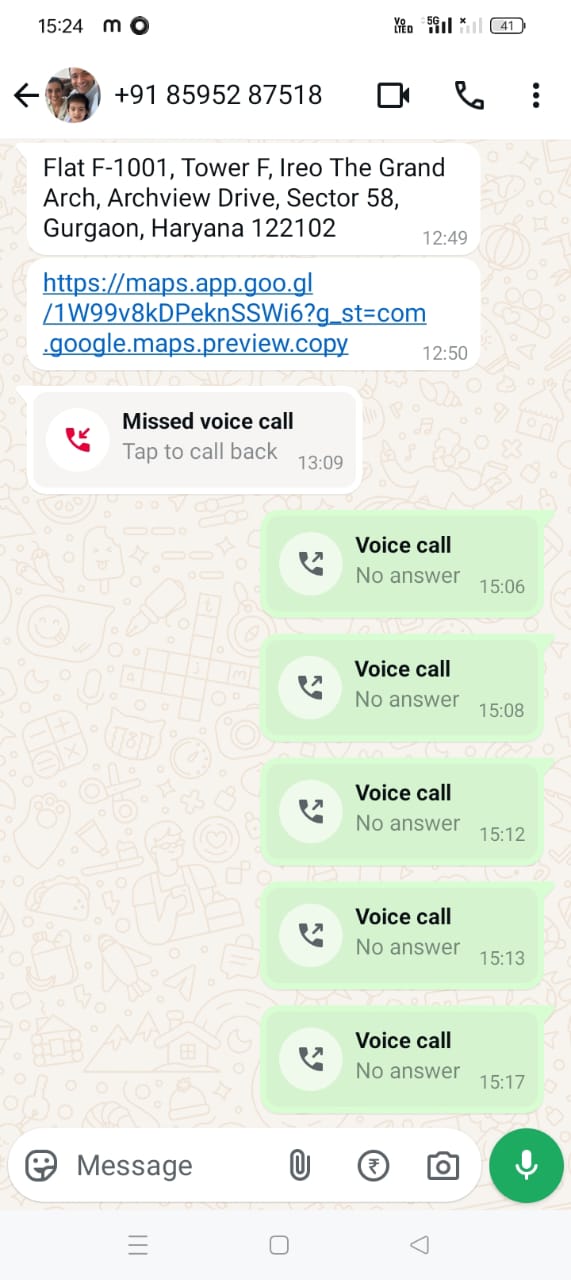 15:24 m
Vo LTED 5G 41
+91 85952 87518
Flat F-1001, Tower F, Ireo The Grand
Arch, Archview Drive, Sector 58,
Gurgaon, Haryana 122102
12:49
https://maps.app.goo.gl
/1W99v8kDPeknSSWi6?g_st=com
.google.maps.preview.copy
12:50
Missed voice call
Tap to call back
13:09
Voice call
No answer
15:06
Voice call
No answer
15:08
Voice call
No answer
15:12
Voice call
No answer
15:13
Voice call
No answer
15:17
Message